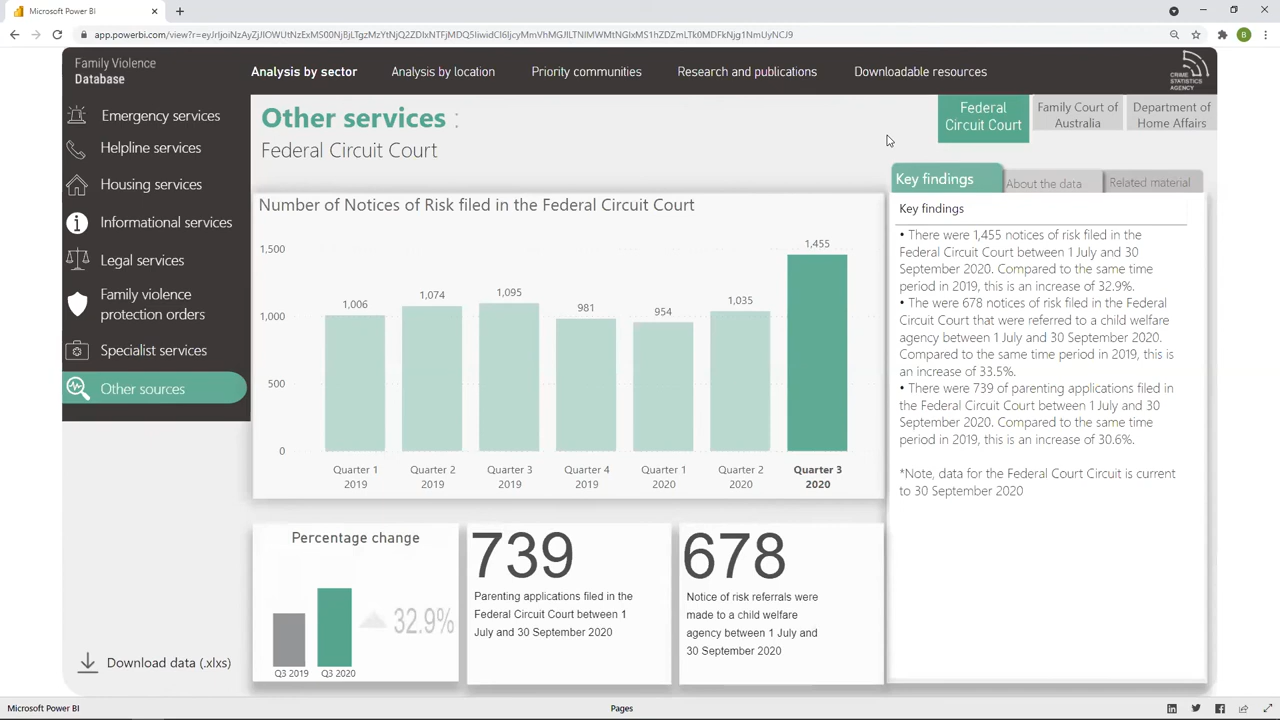 Microsoft Power BI
Family Violence
Database
Analysis by sector
Analysis by location
Priority communities
Research and publications
Downloadable resources
CRIME
STATISTICS
AGENCY
Emergency services
Helpline services
Housing services
Informational services
Legal services
Family violence
protection orders
Specialist services
Other sources
Download data (.xlxs)
Other services :
Federal Circuit Court
Federal
Circuit Court
Family Court of
Australia
Department of
Home Affairs
Number of Notices of Risk filed in the Federal Circuit Court
1,500
1,000
500
0
1,006
1,074
1,095
981
954
1,035
1,455
Quarter 1
2019
Quarter 2
2019
Quarter 3
2019
Quarter 4
2019
Quarter 1
2020
Quarter 2
2020
Quarter 3
2020
Key findings
About the data
Related material
Key findings
• There were 1,455 notices of risk filed in the
Federal Circuit Court between 1 July and 30
September 2020. Compared to the same time
period in 2019, this is an increase of 32.9%.
• The were 678 notices of risk filed in the Federal
Circuit Court that were referred to a child welfare
agency between 1 July and 30 September 2020.
Compared to the same time period in 2019, this is
an increase of 33.5%.
• There were 739 of parenting applications filed in
the Federal Circuit Court between 1 July and 30
September 2020. Compared to the same time
period in 2019, this is an increase of 30.6%.
*Note, data for the Federal Court Circuit is current
to 30 September 2020
Percentage change
32.9%
Q3 2019
Q3 2020
739
Parenting applications filed in the
Federal Circuit Court between 1
July and 30 September 2020
678
Notice of risk referrals were
made to a child welfare
agency between 1 July and
30 September 2020
Microsoft Power BI
Pages